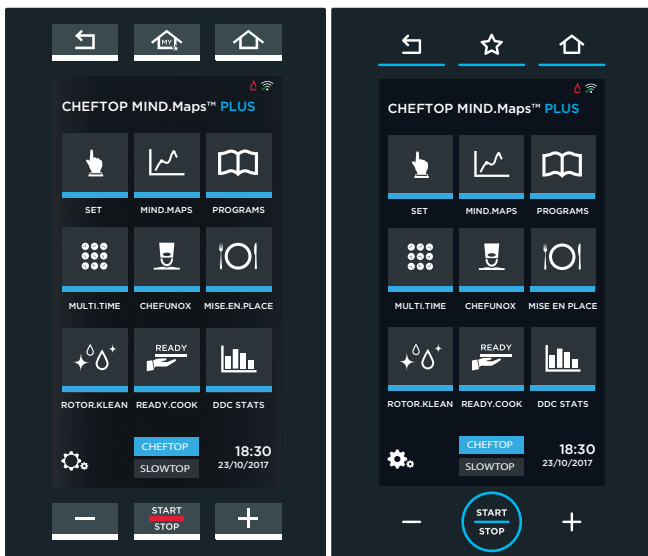 MY
CHEFTOP MIND.Maps™ PLUS
SET MIND.MAPS PROGRAMS
MULTI.TIME CHEFUNOX MISE.EN.PLACE
READY
ROTOR.KLEAN READY.COOK DDC STATS
CHEFTOP
SLOWTOP
18:30
23/10/2017
START
STOP
CHEFTOP MIND.Maps™ PLUS
SET MIND.MAPS PROGRAMS
MULTI.TIME CHEFUNOX MISE EN PLACE
READY
ROTOR.KLEAN READY.COOK DDC STATS
CHEFTOP
SLOWTOP
18:30
23/10/2017
START
STOP